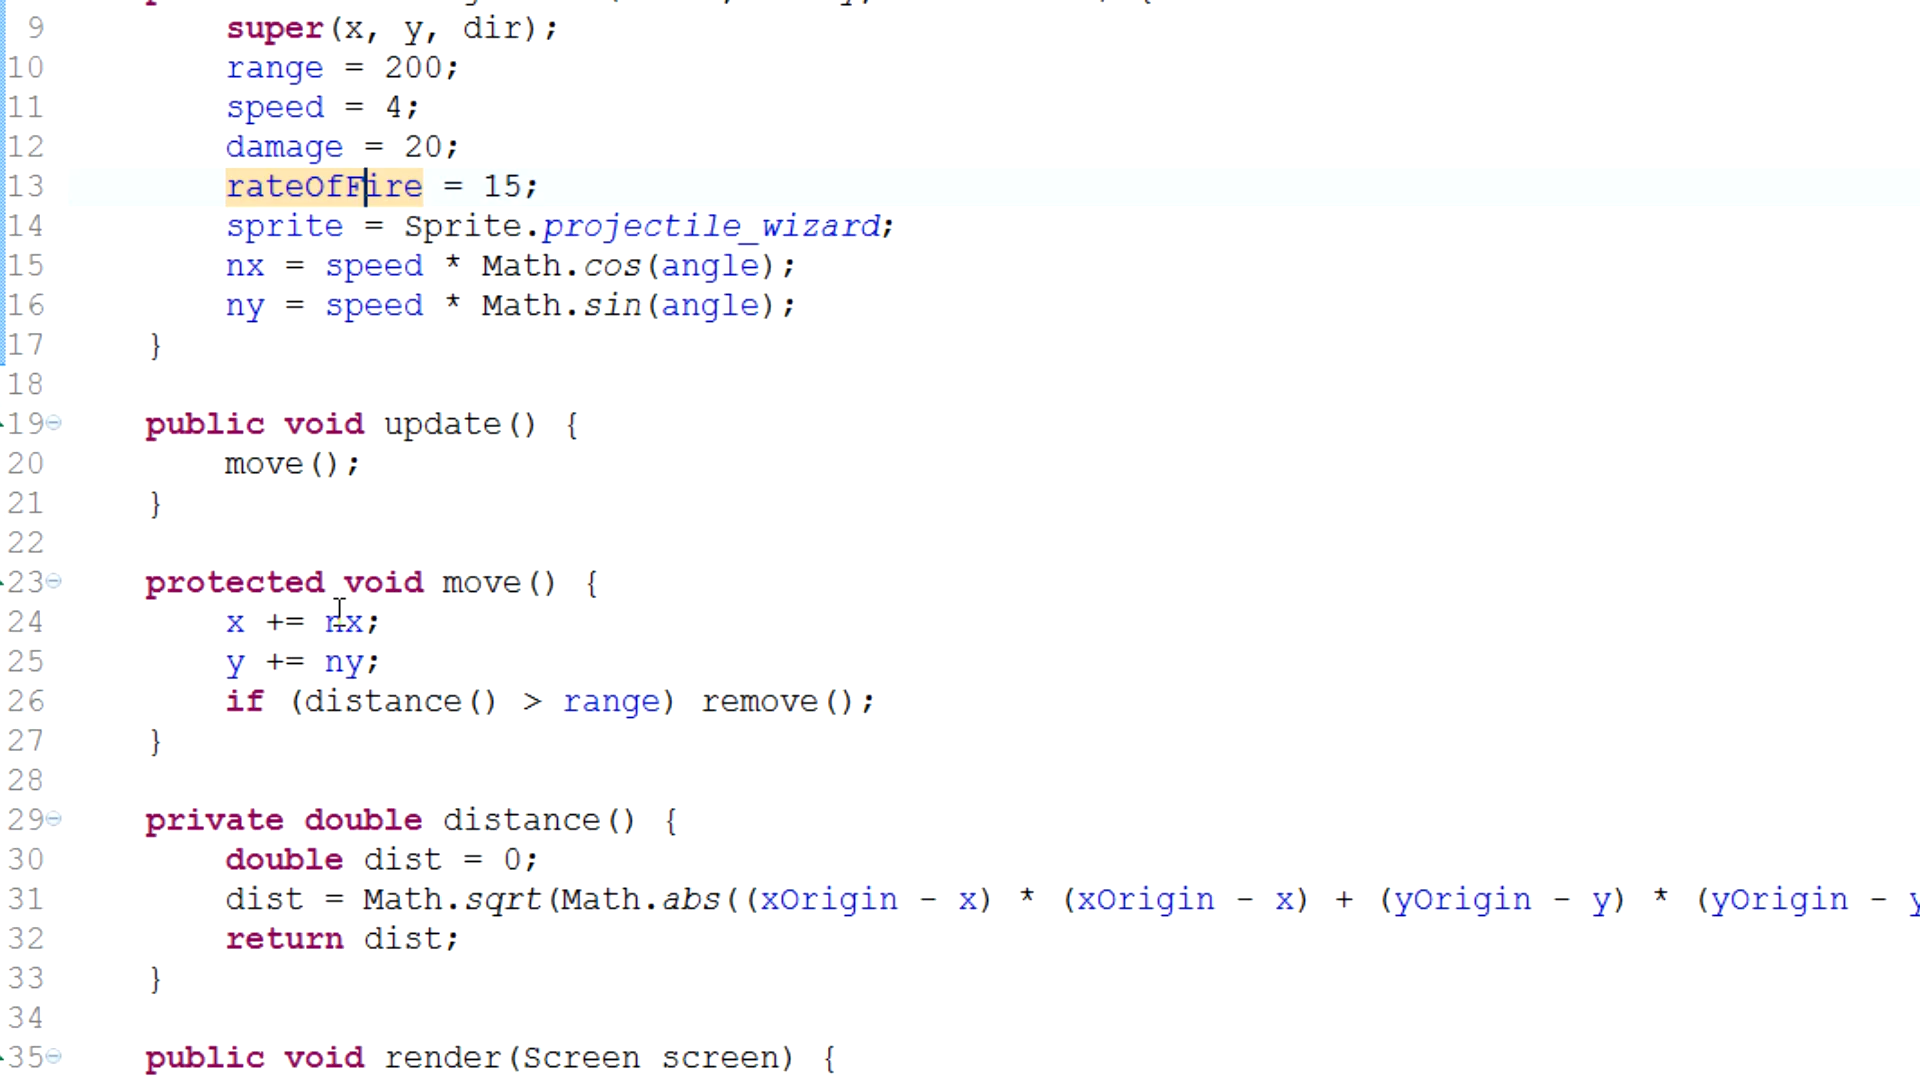 9 super(x, y, dir);
10 range = 200;
11 speed = 4;
12 damage = 20;
13 rateOfFire = 15;
14 sprite = Sprite.projectile_wizard;
15 nx = speed * Math.cos(angle);
16 ny = speed * Math.sin(angle);
17 }
18
19 public void update() {
20 move();
21 }
22
23 protected void move() {
24 x += nx;
25 y += ny;
26 if (distance() > range) remove();
27 }
28
29 private double distance() {
30 double dist = 0;
31 dist = Math.sqrt(Math.abs((xOrigin - x) * (xOrigin - x) + (yOrigin - y) * (yOrigin - y
32 return dist;
33 }
34
35 public void render(Screen screen) {